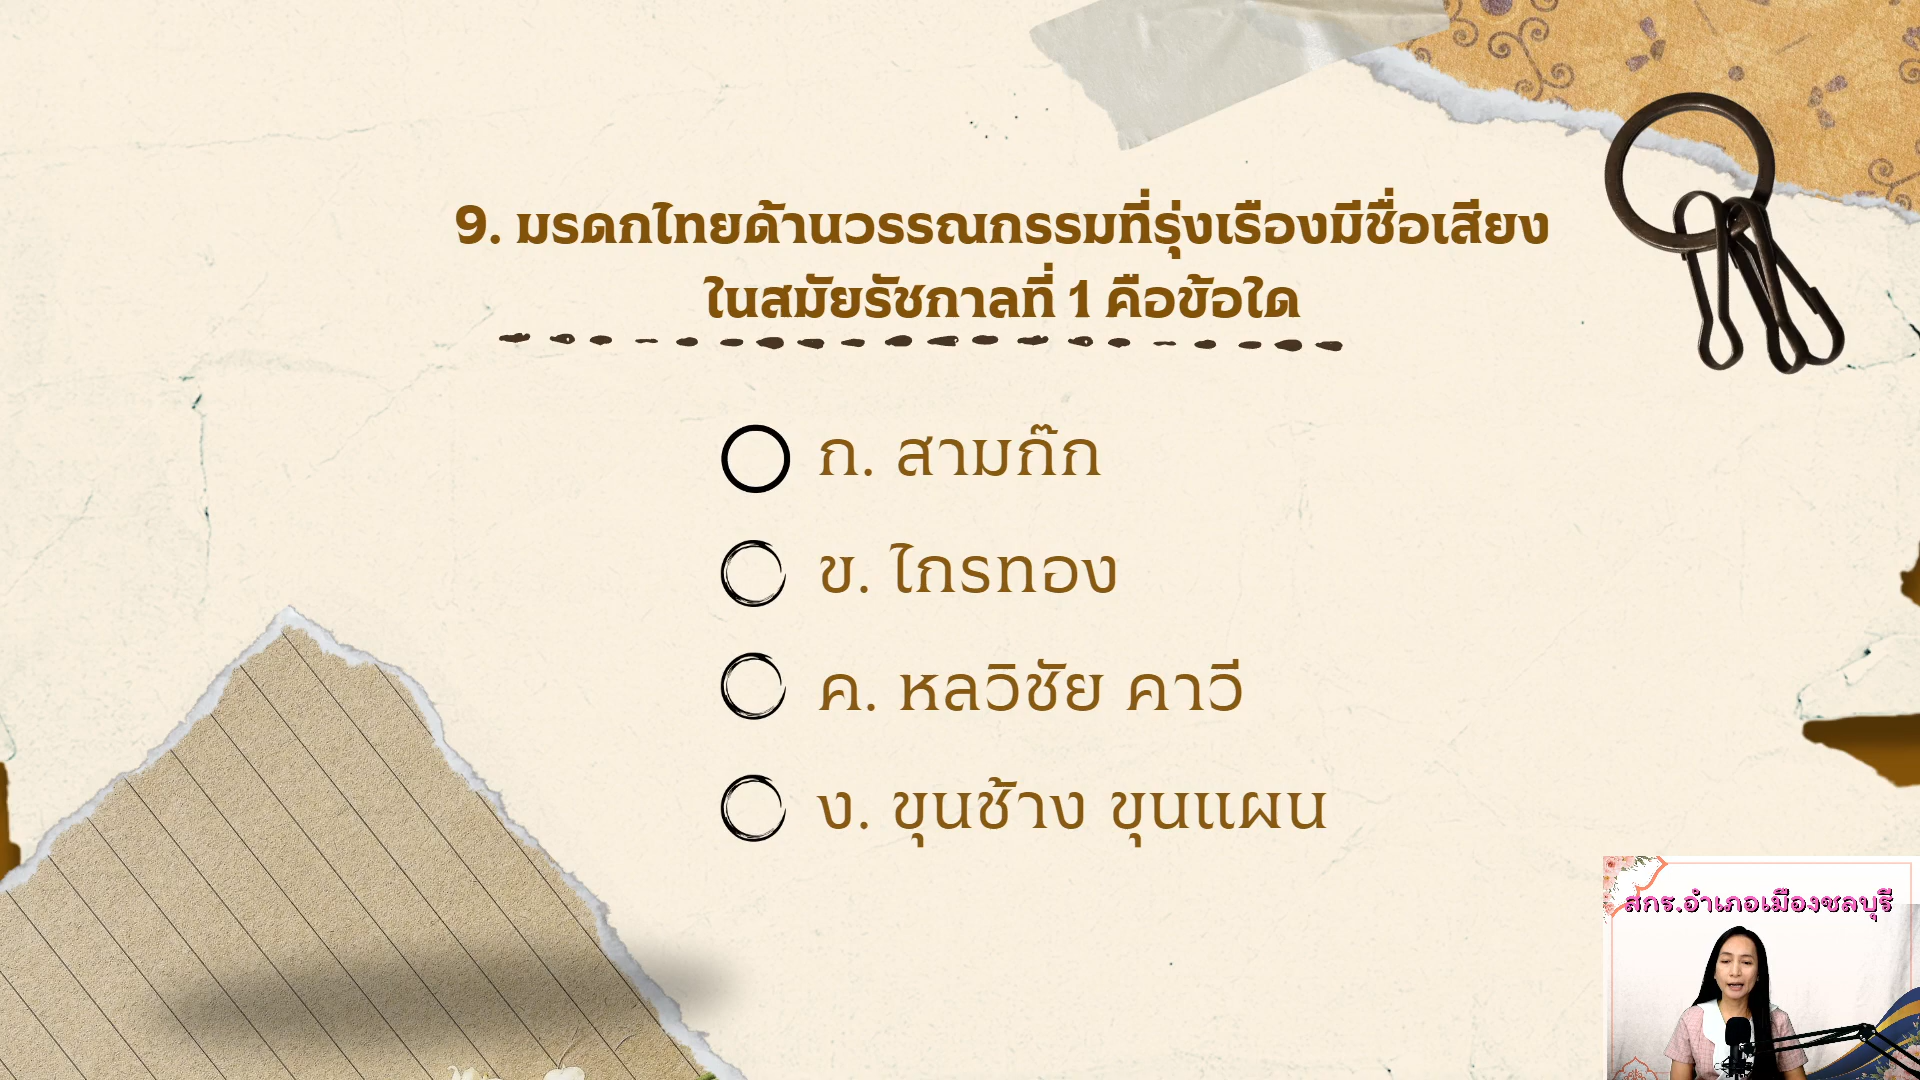 9. มรดกไทยด้านวรรณกรรมที่รุ่งเรืองมีชื่อเสียง
ในสมัยรัชกาลที่ 1 คือข้อใด
ก. สามก๊ก
ข. ไกรทอง
ค. หลวิชัย คาวี
ง. ขุนช้าง ขุนแผน
สกร.อำเภอเมืองชลบุรี